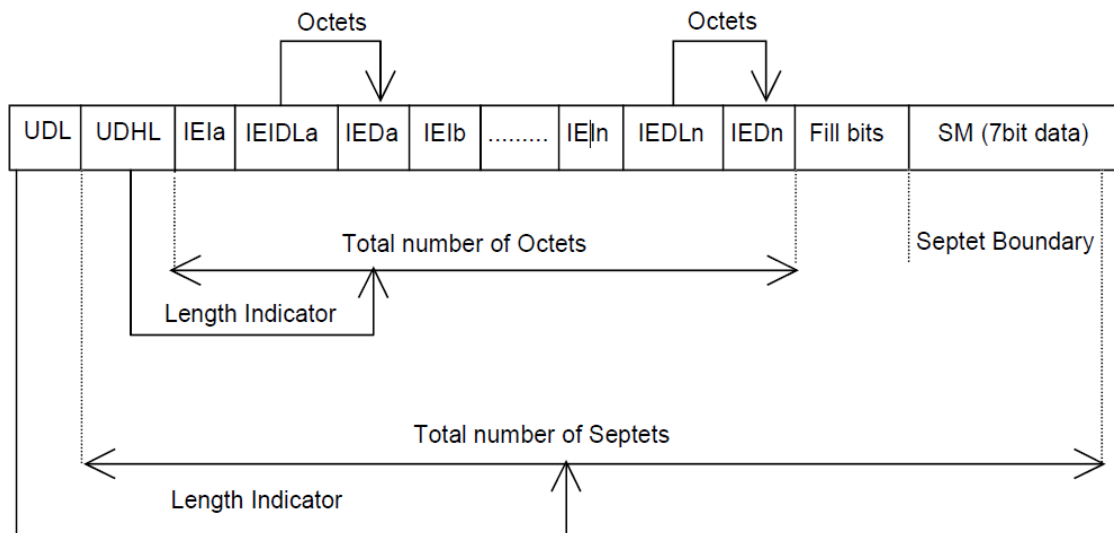 Octets Octets
UDL UDHL IEIa IEIDLa IEDa IEIb ......... IEIn IEDLn IEDn Fill bits SM (7bit data)
Total number of Octets
Septet Boundary
Length Indicator
Total number of Septets
Length Indicator